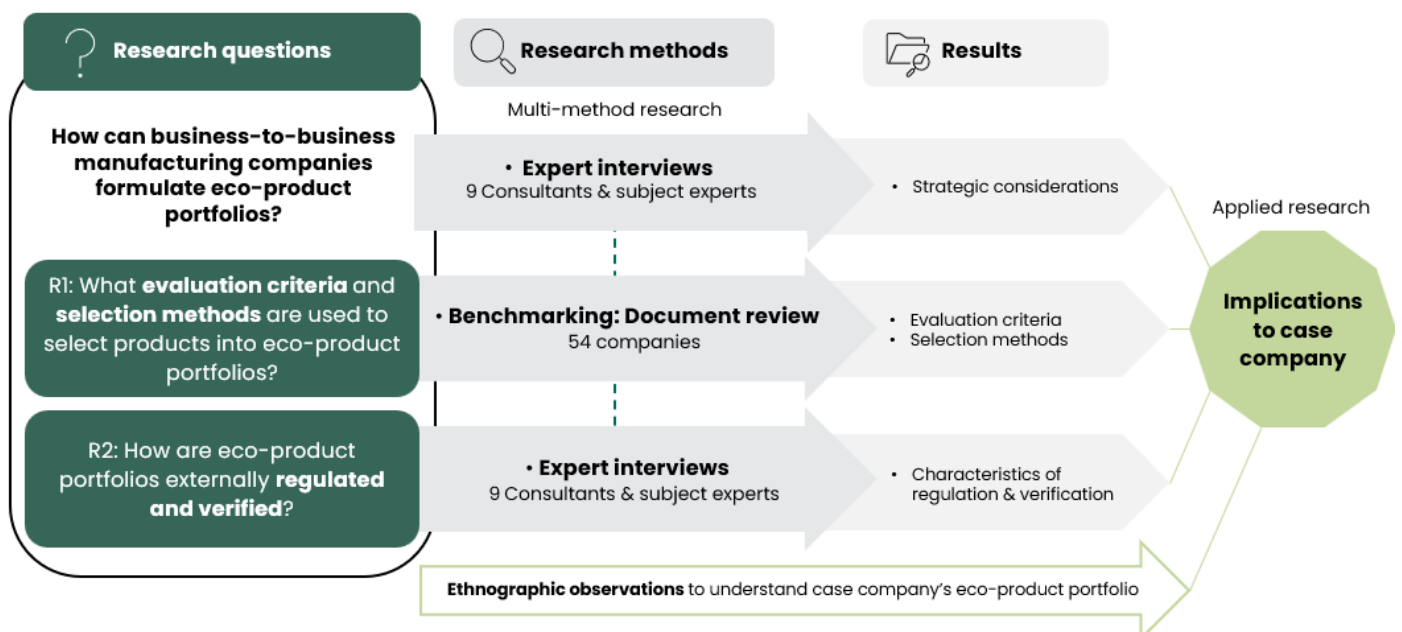 Research questions
Research methods
Results
Multi-method research
How can business-to-business
manufacturing companies
formulate eco-product
portfolios?
• Expert interviews
9 Consultants & subject experts
• Strategic considerations
Applied research
R1: What evaluation criteria and
selection methods are used to
select products into eco-product
portfolios?
• Benchmarking: Document review
54 companies
• Evaluation criteria
• Selection methods
Implications
to case
company
R2: How are eco-product
portfolios externally regulated
and verified?
• Expert interviews
9 Consultants & subject experts
• Characteristics of
regulation & verification
Ethnographic observations to understand case company's eco-product portfolio